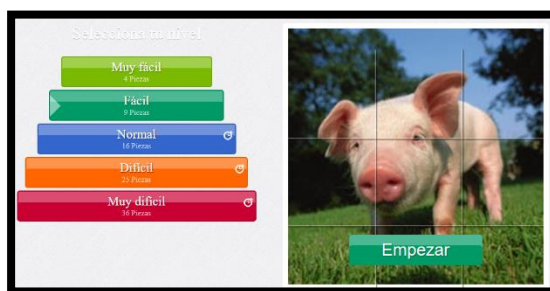 Selecciona tu nivel
Muy fácil
4 Piezas
Fácil
9 Piezas
Normal
16 Piezas
Difícil
25 Piezas
Muy difícil
36 Piezas
Empezar